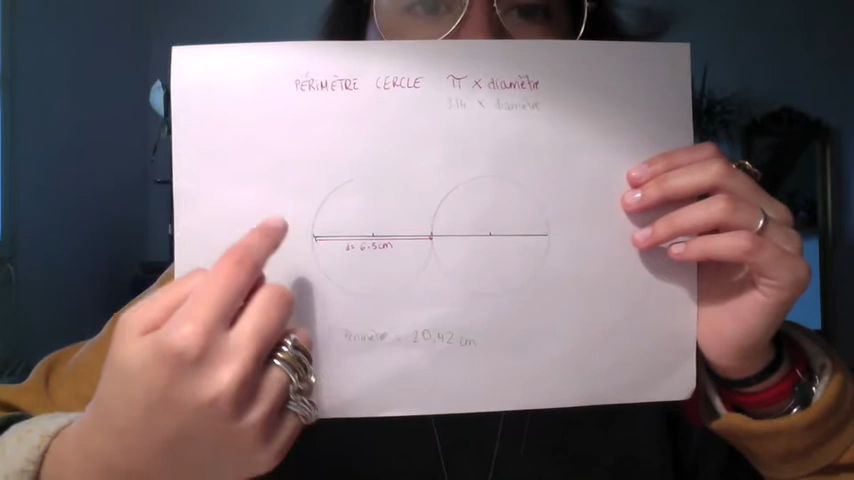 PÉRIMÈTRE CERCLE π x diamètre
3,14 x diamètre
d= 6.5cm
Périmètre = 20,42 cm